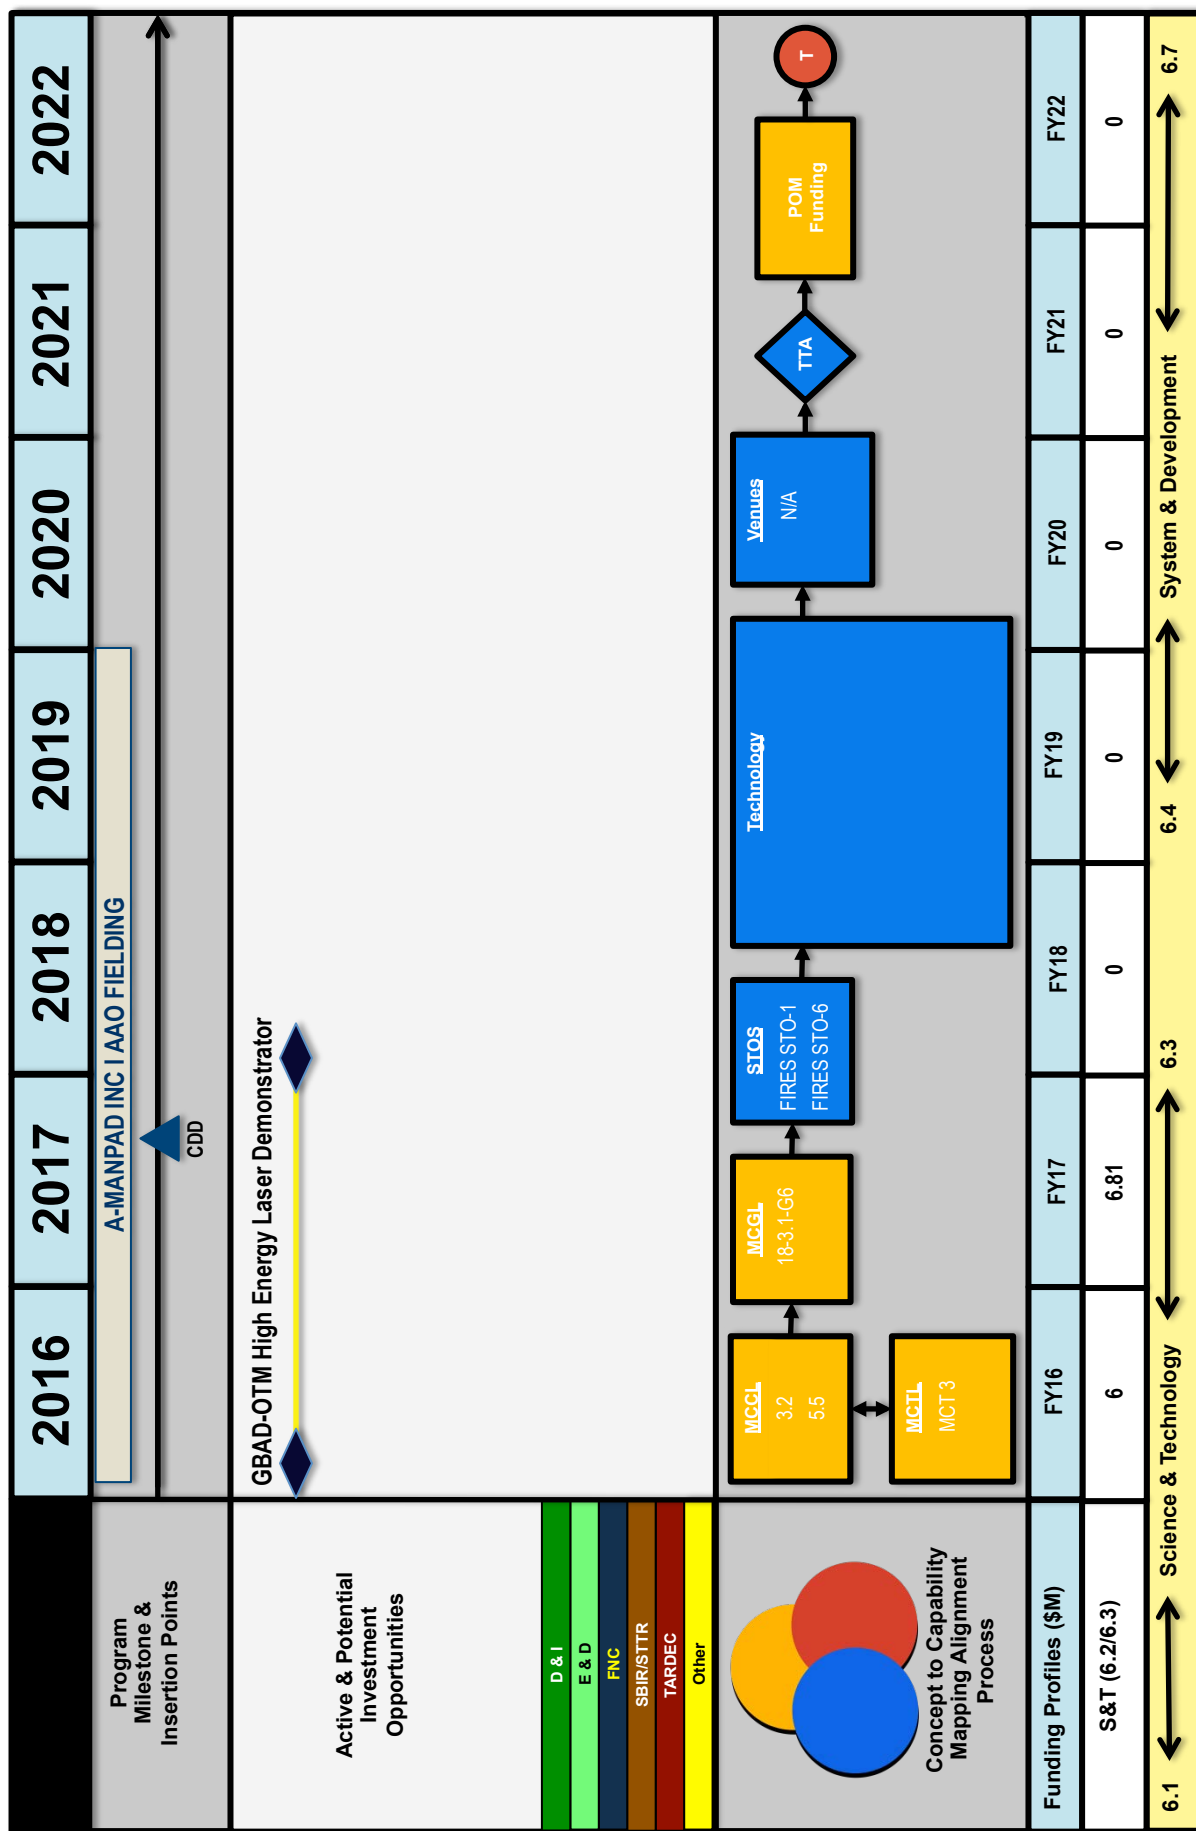 2016 2017 2018 2019 2020 2021 2022
Program
Milestone &
Insertion Points
A-MANPAD INC I AAO FIELDING
CDD
Active & Potential
Investment
Opportunities
GBAD-OTM High Energy Laser Demonstrator
D & I
E & D
FNC
SBIR/STTR
TARDEC
Other
Concept to Capability
Mapping Alignment
Process
MCCL
3.2
5.5
MCTL
MCT 3
MCGL
18-3.1-G6
STOS
FIRES STO-1
FIRES STO-6
Technology
Venues
N/A
TTA
POM
Funding
T
Funding Profiles ($M) FY16 FY17 FY18 FY19 FY20 FY21 FY22
S&T (6.2/6.3) 6 6.81 0 0 0 0 0
6.1 Science & Technology 6.3 6.4 System & Development 6.7